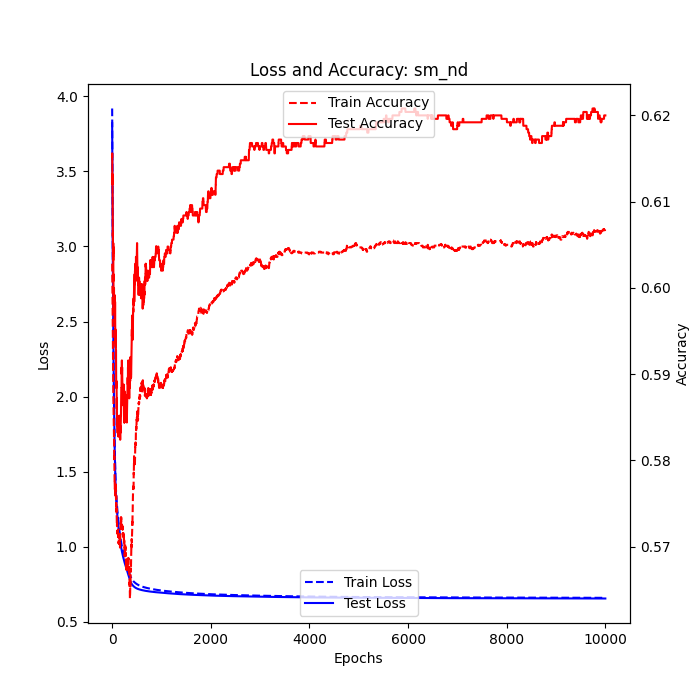 Loss and Accuracy: sm_nd
Train Accuracy
Test Accuracy
4.0
3.5
3.0
2.5
2.0
1.5
1.0
0.5
Loss
0.62
0.61
0.60
0.59
0.58
0.57
Accuracy
Train Loss
Test Loss
0
2000
4000
6000
8000
10000
Epochs